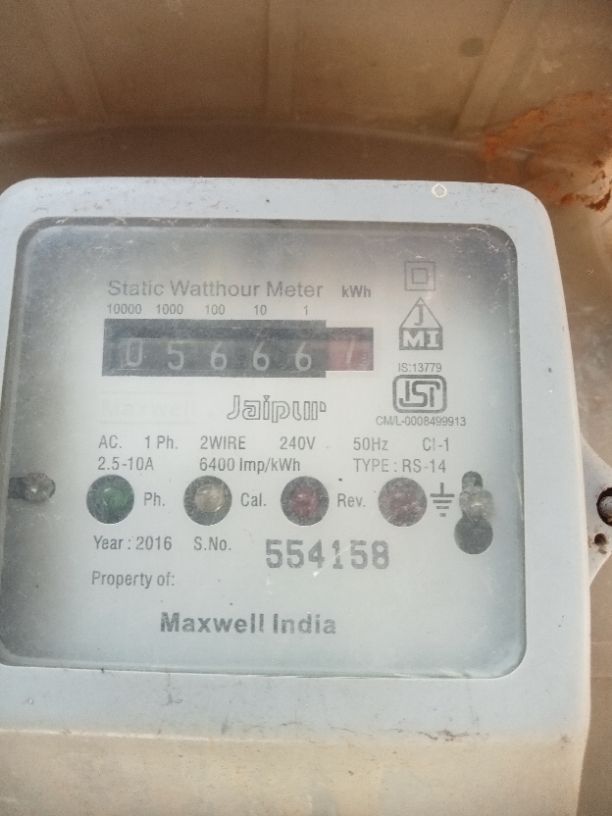 Static Watthour Meter kWh
10000 1000 100 10 1
0 5 6 6 6 1
J
MI
IS:13779
ISI
CM/L-0008499913
Jaipur
AC. 1 Ph. 2WIRE 240V 50Hz Cl-1
2.5-10A 6400 Imp/kWh TYPE : RS-14
Ph. Cal. Rev.
Year : 2016 S.No. 554158
Property of:
Maxwell India